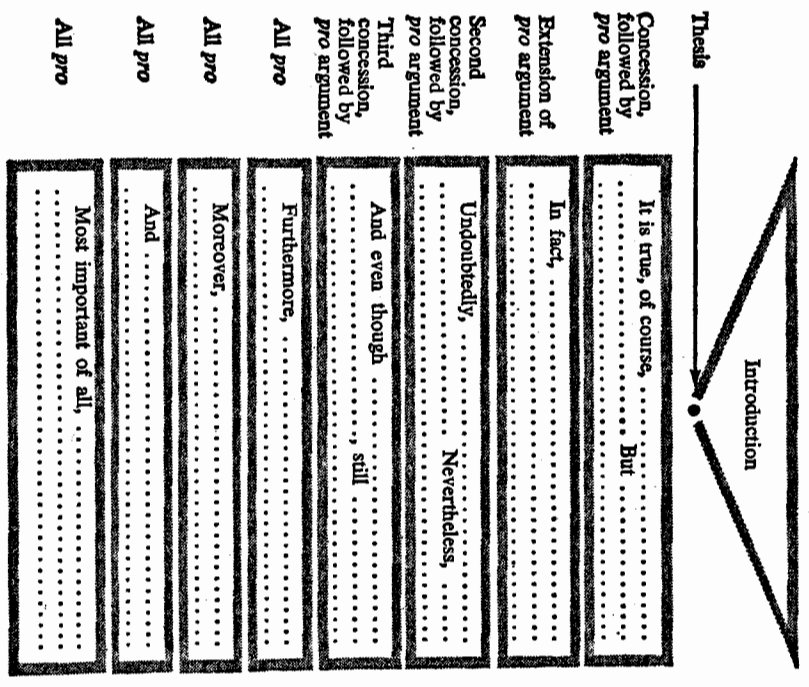 Introduction
Thesis
Concession,
followed by
pro argument
It is true, of course, . . . . . . . . . . . . . . . . . .
. . . . . . . . . . . . . . . . . . . . . But . . . . . . . . . . . .
. . . . . . . . . . . . . . . . . . . . . . . . . . . . . . . . . . . . . .
Extension of
pro argument
In fact, . . . . . . . . . . . . . . . . . . . . . . . . . . . . . .
. . . . . . . . . . . . . . . . . . . . . . . . . . . . . . . . . . . . . .
. . . . . . . . . . . . . . . . . . . . . . . . . . . . . . . . . . . . . .
Second
concession,
followed by
pro argument
Undoubtedly, . . . . . . . . . . . . . . . . . . . . . . . . .
. . . . . . . . . . . . . . . . . . . . . Nevertheless, . . . .
. . . . . . . . . . . . . . . . . . . . . . . . . . . . . . . . . . . . . .
Third
concession,
followed by
pro argument
And even though . . . . . . . . . . . . . . . . . . . . . .
. . . . . . . . . . . . . . . . . . . . ., still . . . . . . . . . . . . .
. . . . . . . . . . . . . . . . . . . . . . . . . . . . . . . . . . . . . .
All pro
Furthermore, . . . . . . . . . . . . . . . . . . . . . . . . .
. . . . . . . . . . . . . . . . . . . . . . . . . . . . . . . . . . . . . .
All pro
Moreover, . . . . . . . . . . . . . . . . . . . . . . . . . . .
. . . . . . . . . . . . . . . . . . . . . . . . . . . . . . . . . . . . . .
All pro
And . . . . . . . . . . . . . . . . . . . . . . . . . . . . . . . .
. . . . . . . . . . . . . . . . . . . . . . . . . . . . . . . . . . . . . .
All pro
Most important of all, . . . . . . . . . . . . . . . . . .
. . . . . . . . . . . . . . . . . . . . . . . . . . . . . . . . . . . . . .
. . . . . . . . . . . . . . . . . . . . . . . . . . . . . . . . . . . . . .